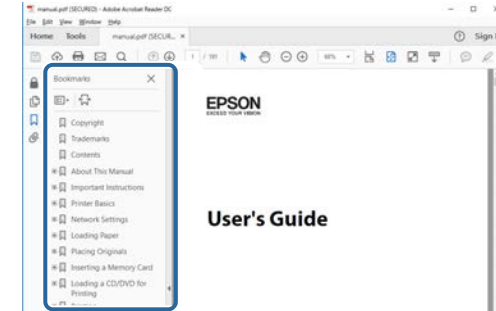 manual.pdf (SECURED) - Adobe Acrobat Reader DC
File Edit View Window Help
Home Tools manual.pdf (SECUR... ×
Sign
1 / 191
Bookmarks
Copyright
Trademarks
Contents
About This Manual
Important Instructions
Printer Basics
Network Settings
Loading Paper
Placing Originals
Inserting a Memory Card
Loading a CD/DVD for
Printing
EPSON
EXCEED YOUR VISION
User's Guide